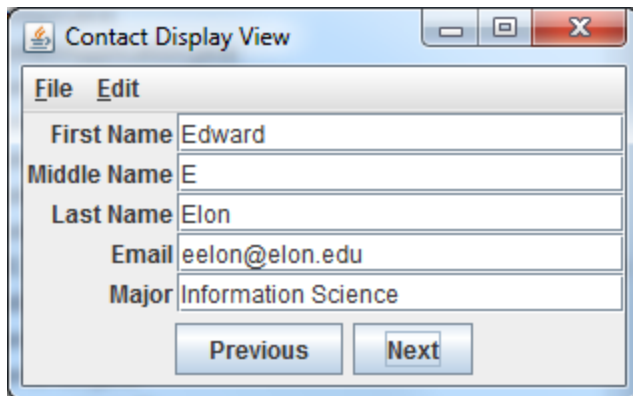 Contact Display View
File Edit
First Name Edward
Middle Name E
Last Name Elon
Email eelon@elon.edu
Major Information Science
Previous Next